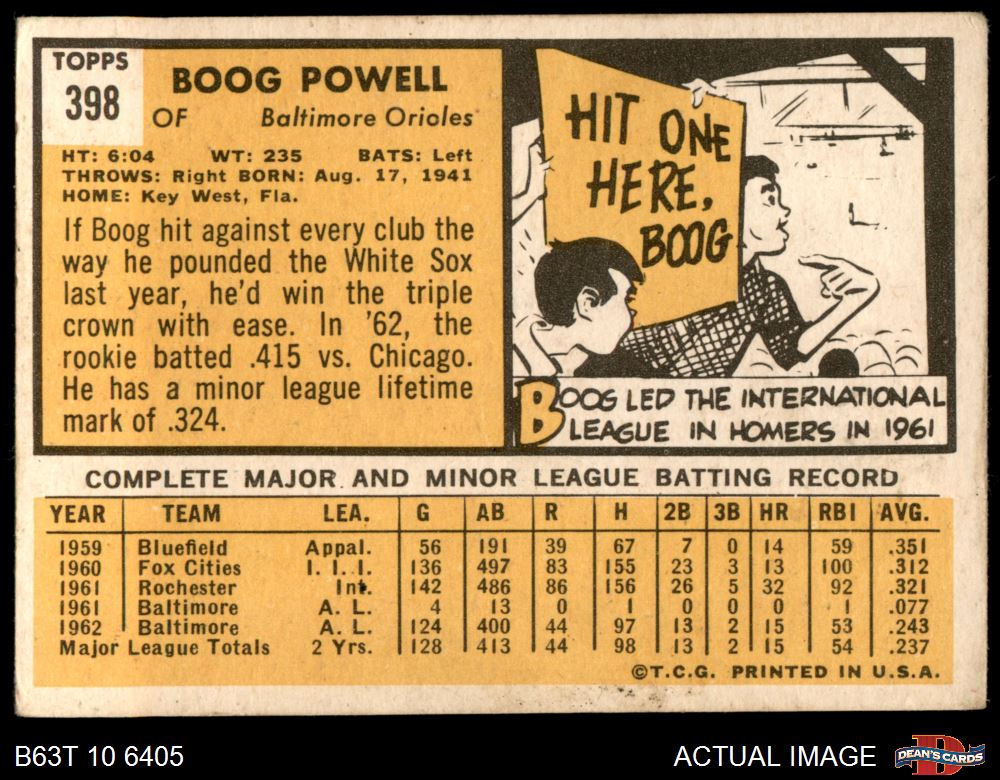 TOPPS
398
BOOG POWELL
OF Baltimore Orioles
HT: 6:04 WT: 235 BATS: Left
THROWS: Right BORN: Aug. 17, 1941
HOME: Key West, Fla.
If Boog hit against every club the
way he pounded the White Sox
last year, he'd win the triple
crown with ease. In '62, the
rookie batted .415 vs. Chicago.
He has a minor league lifetime
mark of .324.
HIT ONE
HERE,
BOOG
BOOG LED THE INTERNATIONAL
LEAGUE IN HOMERS IN 1961
COMPLETE MAJOR AND MINOR LEAGUE BATTING RECORD
YEAR TEAM LEA. G AB R H 2B 3B HR RBI AVG.
1959 Bluefield Appal. 56 191 39 67 7 0 14 59 .351
1960 Fox Cities I. I. I. 136 497 83 155 23 3 13 100 .312
1961 Rochester Int. 142 486 86 156 26 5 32 92 .321
1961 Baltimore A. L. 4 13 0 1 0 0 0 1 .077
1962 Baltimore A. L. 124 400 44 97 13 2 15 53 .243
Major League Totals 2 Yrs. 128 413 44 98 13 2 15 54 .237
©T.C.G. PRINTED IN U.S.A.
B63T 10 6405
ACTUAL IMAGE
DEAN'S CARDS